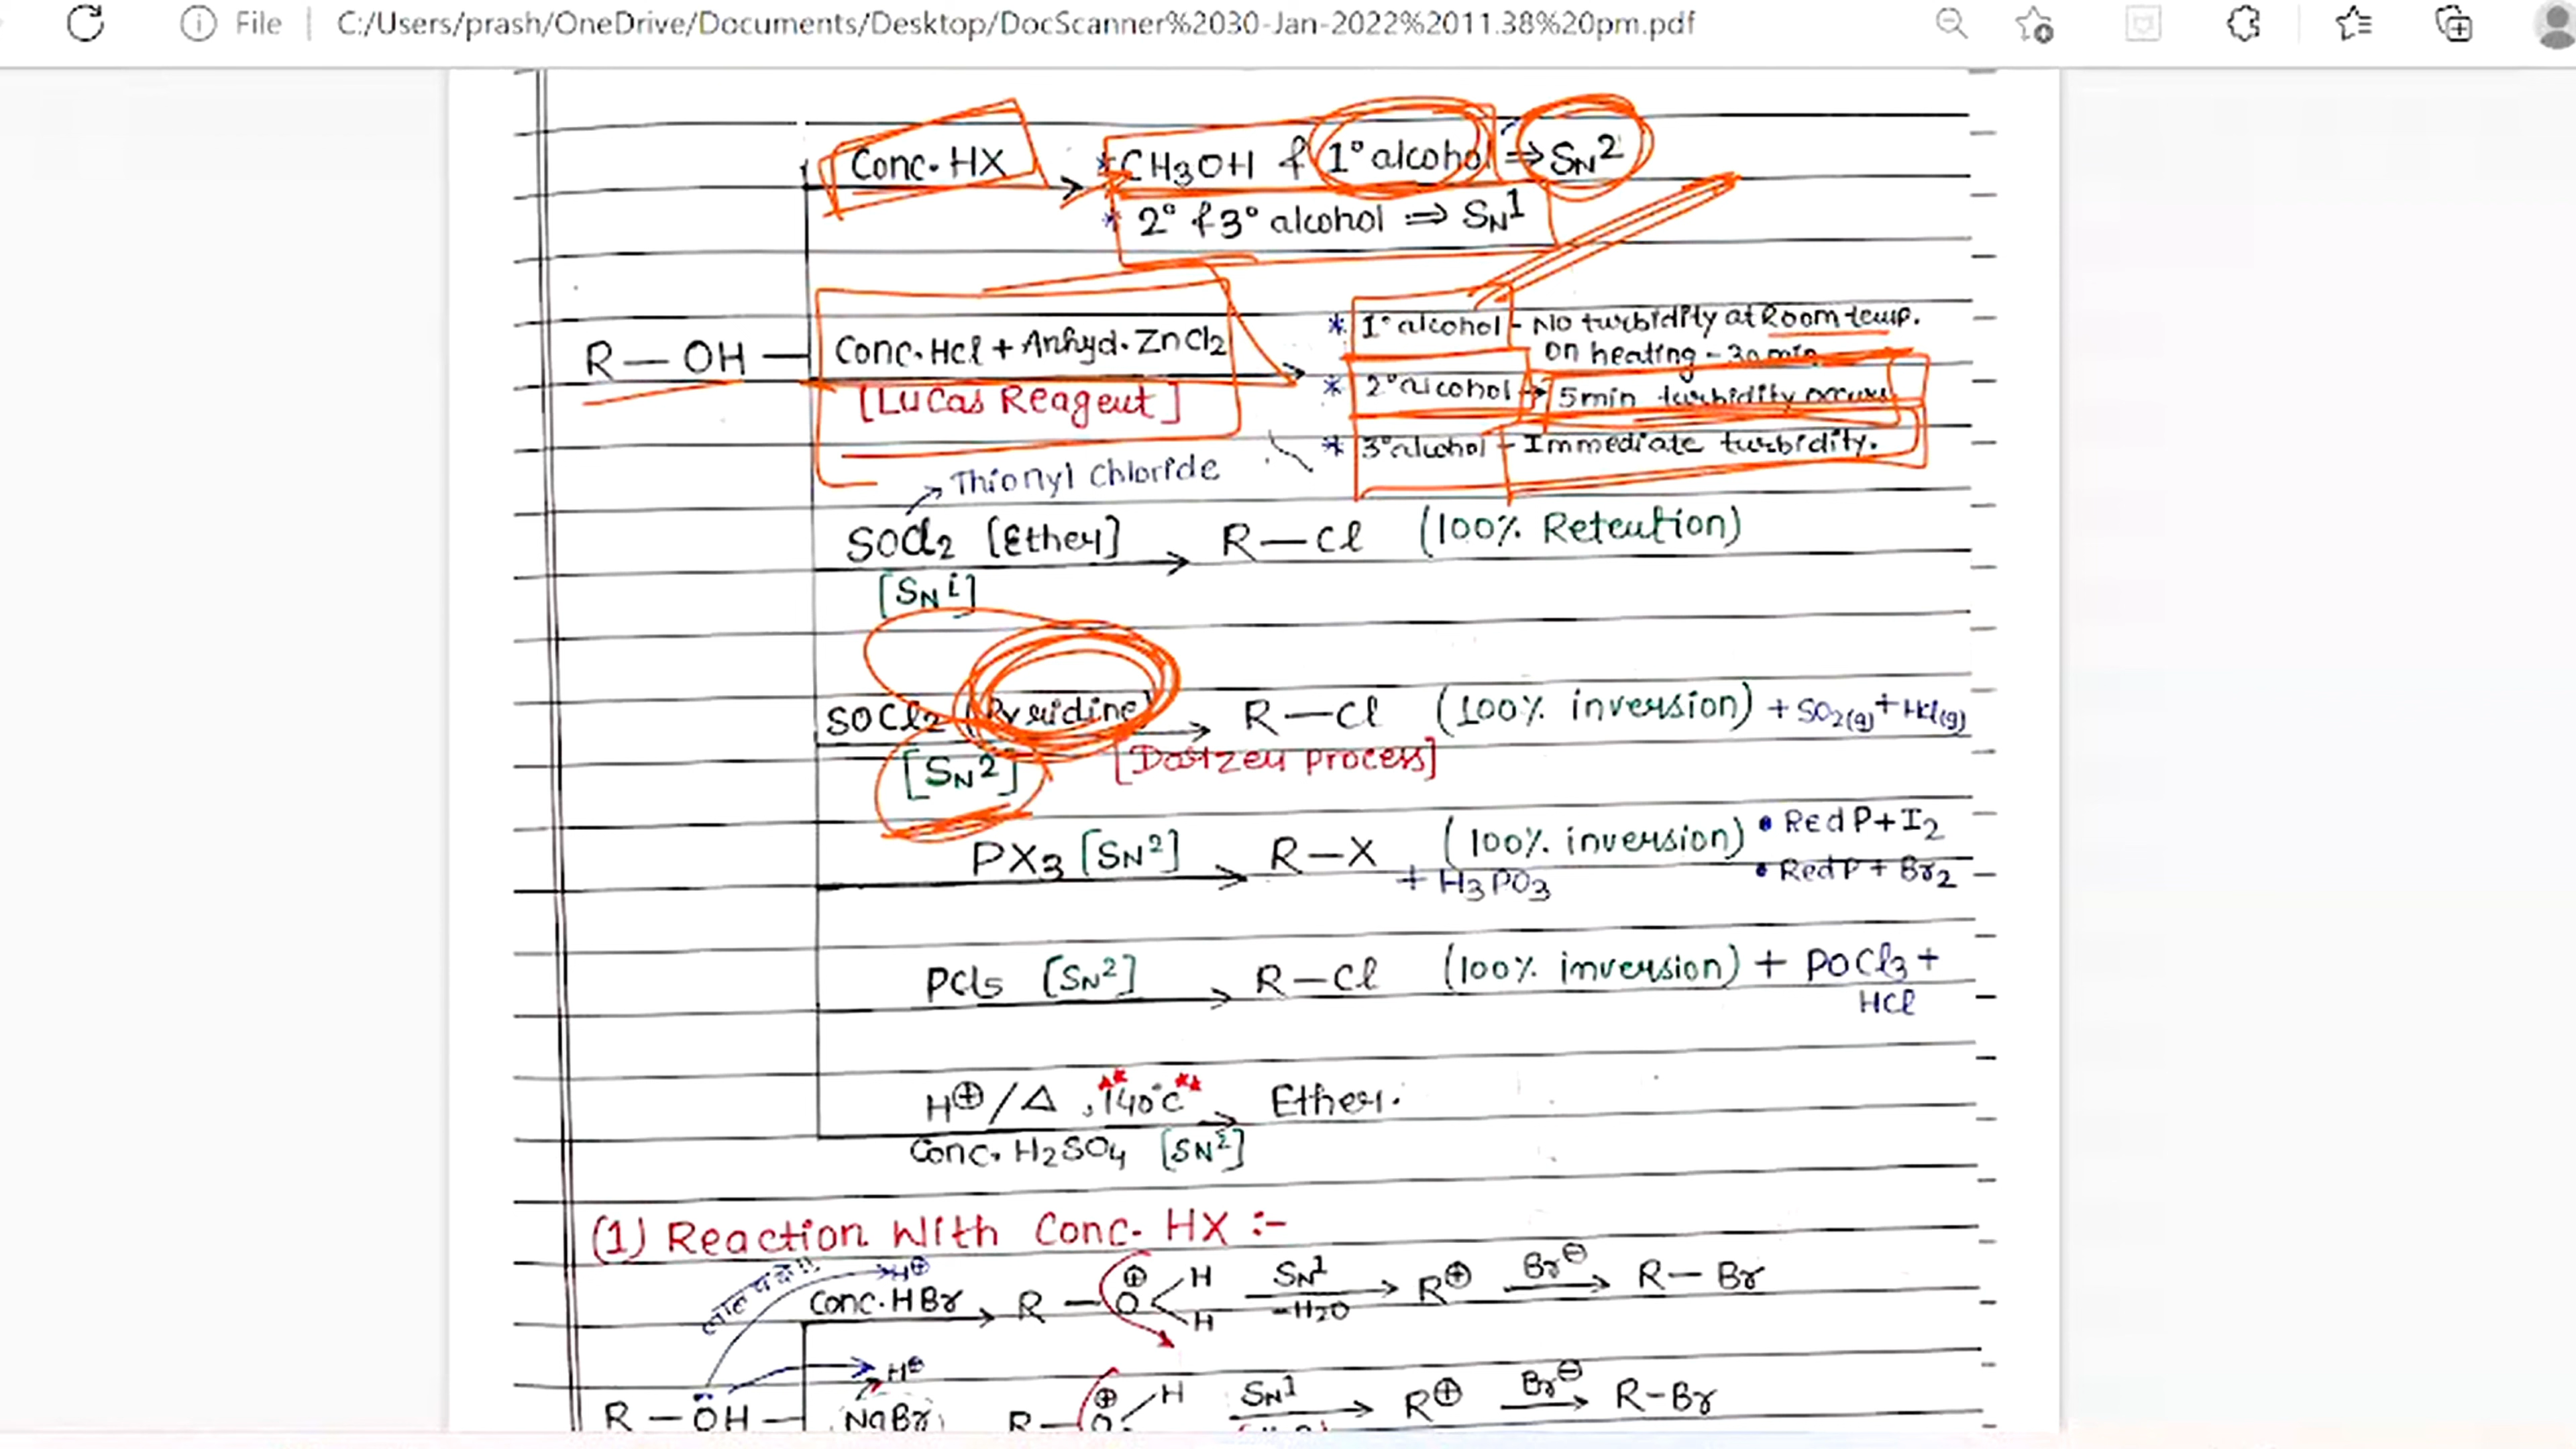 File | C:/Users/prash/OneDrive/Documents/Desktop/DocScanner%2030-Jan-2022%2011.38%20pm.pdf
Conc. HX → * CH3OH & 1° alcohol ⇒ SN2
* 2° & 3° alcohol ⇒ SN1
R—OH
Conc. HCl + Anhyd. ZnCl2 →
[Lucas Reagent]
* 1° alcohol - No turbidity at Room temp.
On heating - 30 min
* 2° alcohol → 5min turbidity occurs
* 3° alcohol - Immediate turbidity.
→ Thionyl Chloride
SOCl2 [Ether] → R—Cl (100% Retention)
[SNi]
SOCl2 (Pyridine) → R—Cl (100% inversion) + SO2(g) + HCl(g)
[SN2] [Dartzen process]
PX3 [SN2] → R—X (100% inversion) • Red P + I2
+ H3PO3 • Red P + Br2
PCl5 [SN2] → R—Cl (100% inversion) + POCl3 +
HCl
H⊕/Δ, 140°C → Ether.
Conc. H2SO4 [SN2]
(1) Reaction With Conc. HX :-
H⊕
Conc. HBr → R—O⊕<H H SN1 -H2O → R⊕ Br⊖ → R—Br
H⊕
R—ÖH— NaBr R—O⊕ H SN1 → R⊕ Br⊖ → R—Br